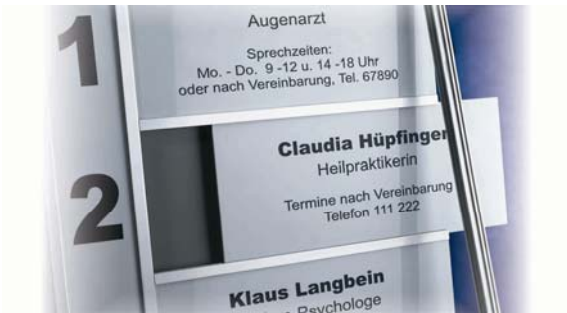 1
Augenarzt
Sprechzeiten:
Mo. - Do. 9 -12 u. 14 -18 Uhr
oder nach Vereinbarung, Tel. 67890
2
Claudia Hüpfinger
Heilpraktikerin
Termine nach Vereinbarung
Telefon 111 222
Klaus Langbein
Psychologe